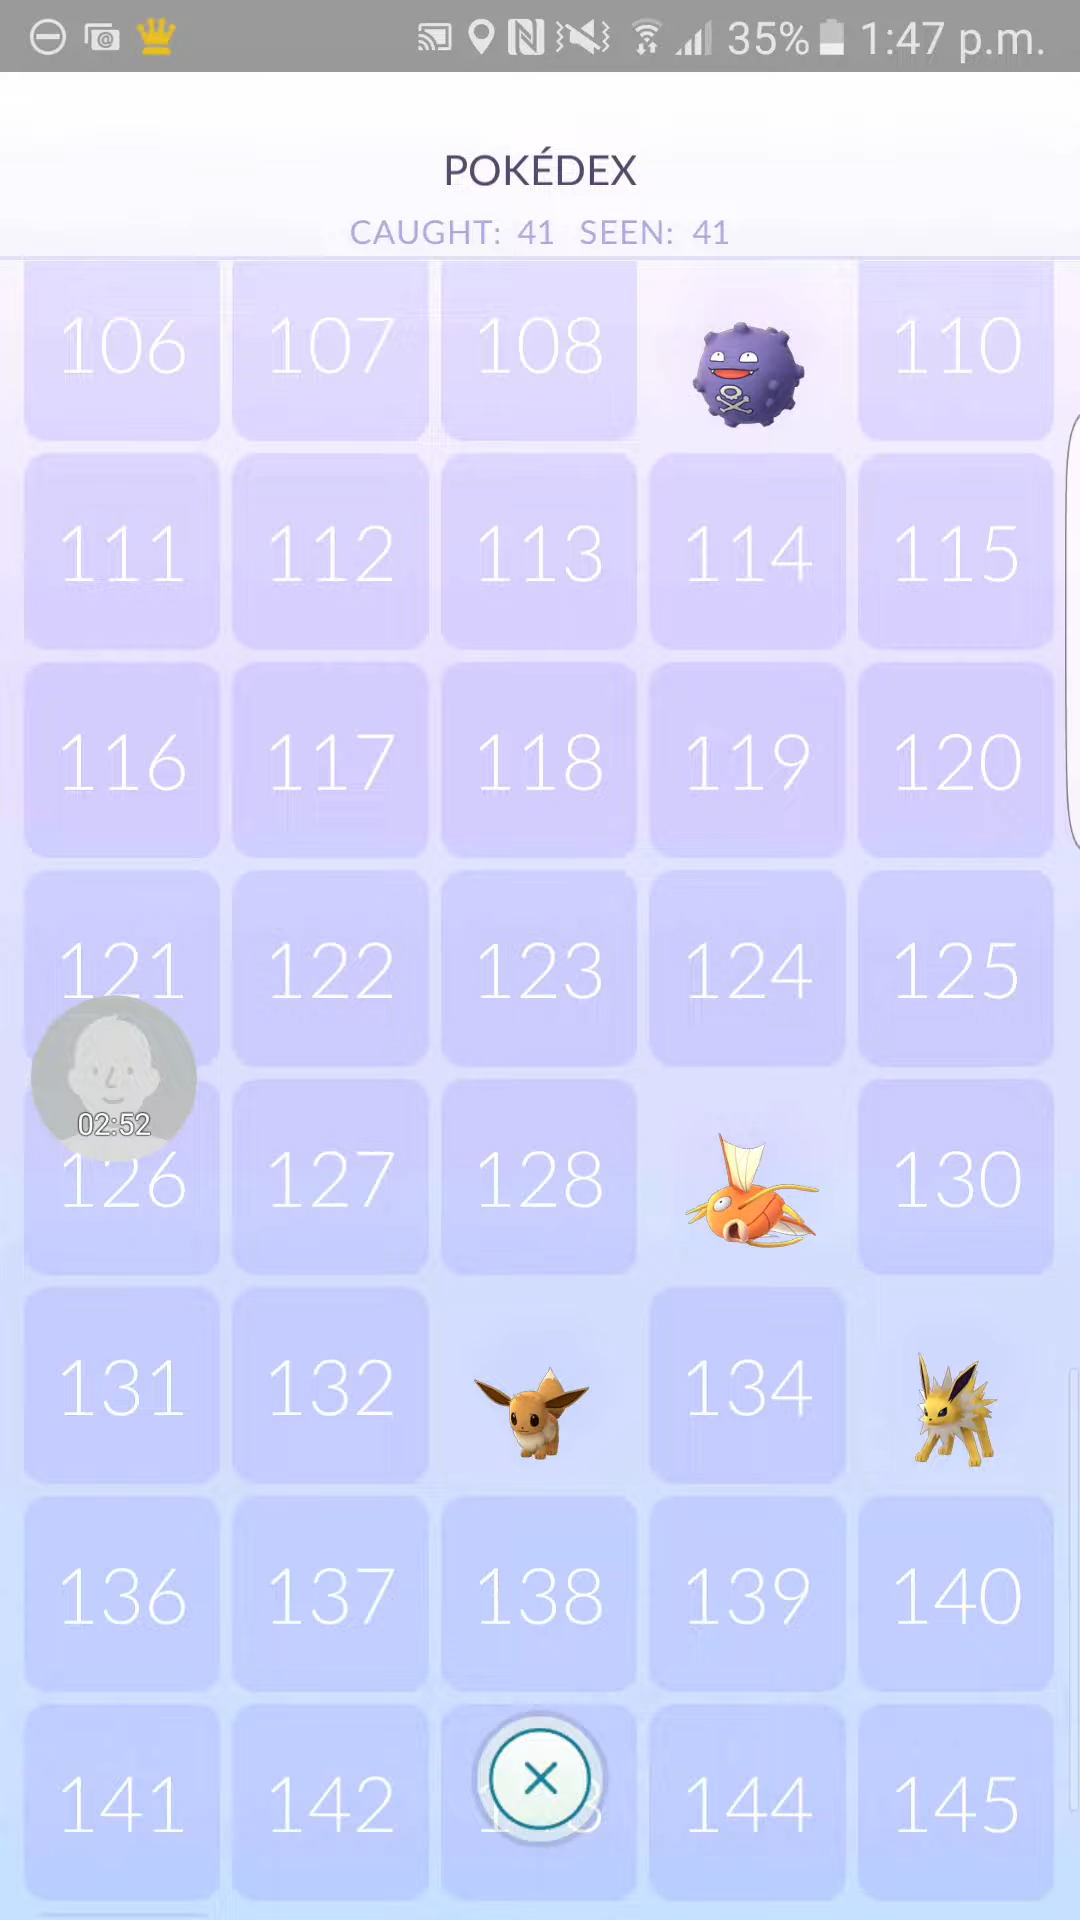 35% 1:47 p.m.
POKÉDEX
CAUGHT: 41 SEEN: 41
106 107 108 110
111 112 113 114 115
116 117 118 119 120
121 122 123 124 125
02:52
126 127 128 130
131 132 134
136 137 138 139 140
141 142 144 145